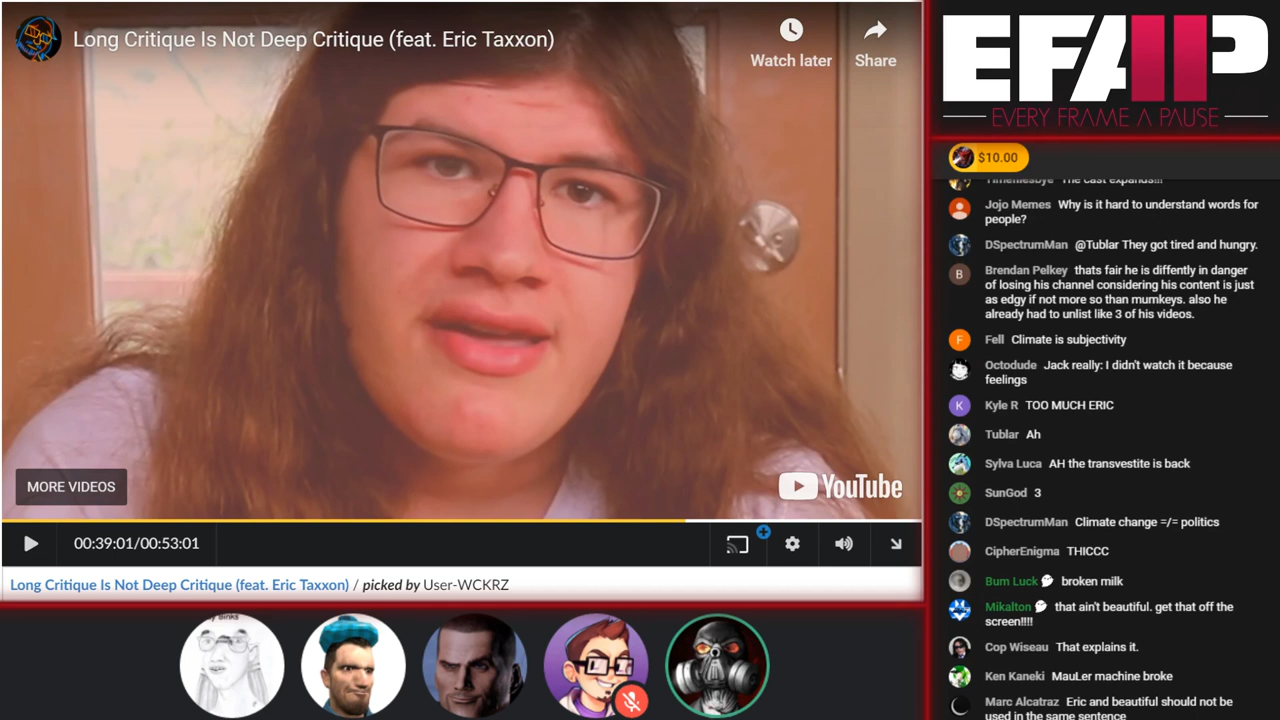 Long Critique Is Not Deep Critique (feat. Eric Taxxon)
Watch later
Share
MORE VIDEOS
YouTube
00:39:01/00:53:01
Long Critique Is Not Deep Critique (feat. Eric Taxxon) / picked by User-WCKRZ
EFAP
EVERY FRAME A PAUSE
$10.00
The cast expands!!!
Jojo Memes Why is it hard to understand words for
people?
DSpectrumMan @Tublar They got tired and hungry.
B
Brendan Pelkey thats fair he is diffently in danger
of losing his channel considering his content is just
as edgy if not more so than mumkeys. also he
already had to unlist like 3 of his videos.
F
Fell Climate is subjectivity
Octodude Jack really: I didn't watch it because
feelings
K
Kyle R TOO MUCH ERIC
Tublar Ah
Sylva Luca AH the transvestite is back
SunGod 3
DSpectrumMan Climate change =/= politics
CipherEnigma THICCC
Bum Luck broken milk
Mikalton that ain't beautiful. get that off the
screen!!!!
Cop Wiseau That explains it.
Ken Kaneki MauLer machine broke
Marc Alcatraz Eric and beautiful should not be
used in the same sentence